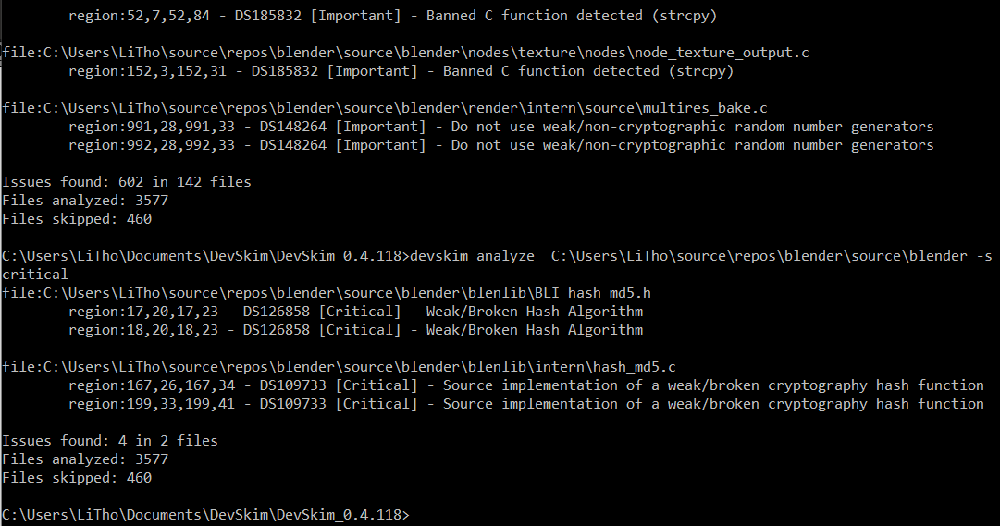 region:52,7,52,84 - DS185832 [Important] - Banned C function detected (strcpy)
file:C:\Users\LiTho\source\repos\blender\source\blender\nodes\texture\nodes\node_texture_output.c
region:152,3,152,31 - DS185832 [Important] - Banned C function detected (strcpy)
file:C:\Users\LiTho\source\repos\blender\source\blender\render\intern\source\multires_bake.c
region:991,28,991,33 - DS148264 [Important] - Do not use weak/non-cryptographic random number generators
region:992,28,992,33 - DS148264 [Important] - Do not use weak/non-cryptographic random number generators
Issues found: 602 in 142 files
Files analyzed: 3577
Files skipped: 460
C:\Users\LiTho\Documents\DevSkim\DevSkim_0.4.118>devskim analyze  C:\Users\LiTho\source\repos\blender\source\blender -s
critical
file:C:\Users\LiTho\source\repos\blender\source\blender\blenlib\BLI_hash_md5.h
region:17,20,17,23 - DS126858 [Critical] - Weak/Broken Hash Algorithm
region:18,20,18,23 - DS126858 [Critical] - Weak/Broken Hash Algorithm
file:C:\Users\LiTho\source\repos\blender\source\blender\blenlib\intern\hash_md5.c
region:167,26,167,34 - DS109733 [Critical] - Source implementation of a weak/broken cryptography hash function
region:199,33,199,41 - DS109733 [Critical] - Source implementation of a weak/broken cryptography hash function
Issues found: 4 in 2 files
Files analyzed: 3577
Files skipped: 460
C:\Users\LiTho\Documents\DevSkim\DevSkim_0.4.118>